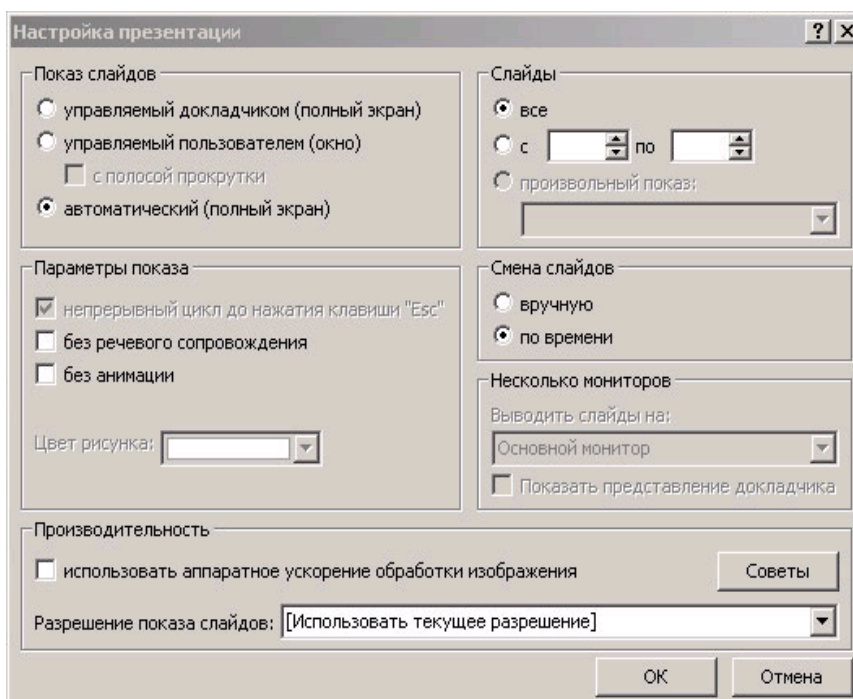 Настройка презентации
Показ слайдов
управляемый докладчиком (полный экран)
управляемый пользователем (окно)
с полосой прокрутки
автоматический (полный экран)
Слайды
все
с по
произвольный показ:
Параметры показа
непрерывный цикл до нажатия клавиши "Esc"
без речевого сопровождения
без анимации
Цвет рисунка:
Смена слайдов
вручную
по времени
Несколько мониторов
Выводить слайды на:
Основной монитор
Показать представление докладчика
Производительность
использовать аппаратное ускорение обработки изображения
Советы
Разрешение показа слайдов: [Использовать текущее разрешение]
ОК Отмена